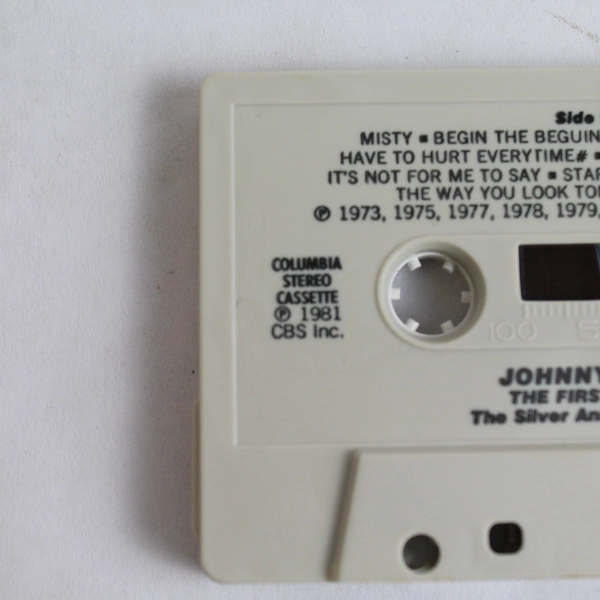 Side
MISTY ■ BEGIN THE BEGUIN
HAVE TO HURT EVERYTIME# ■
IT'S NOT FOR ME TO SAY ■ STAR
THE WAY YOU LOOK TO
℗ 1973, 1975, 1977, 1978, 1979,
COLUMBIA
STEREO
CASSETTE
℗ 1981
CBS Inc.
100 5
JOHNNY
THE FIRS
The Silver An